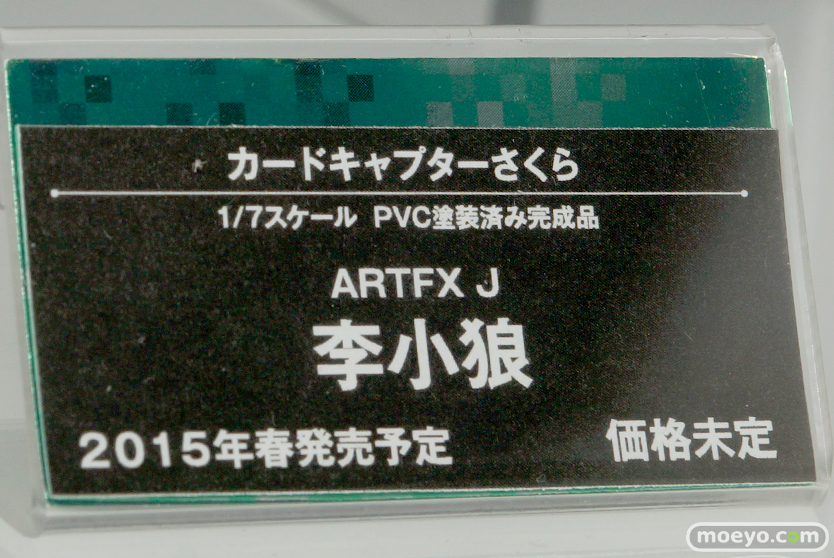 カードキャプターさくら
1/7スケール PVC塗装済み完成品
ARTFX J
李小狼
2015年春発売予定 価格未定
moeyo.com